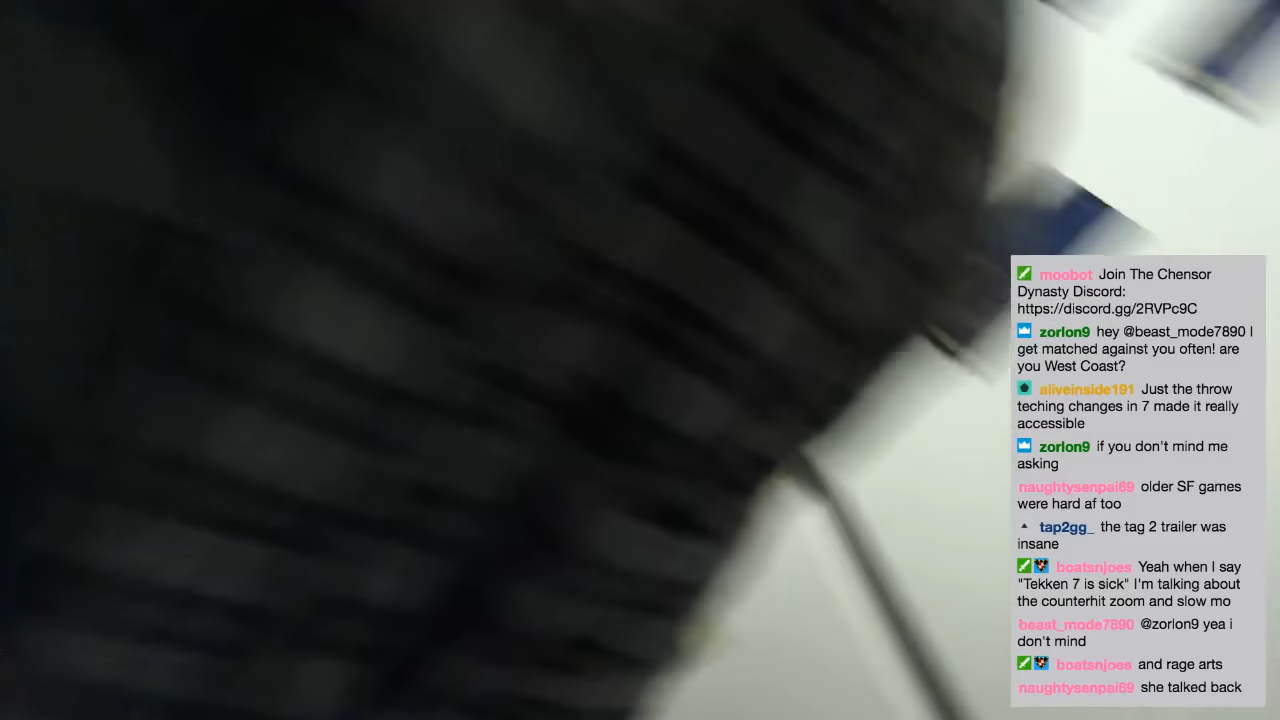 moobot Join The Chensor
Dynasty Discord:
https://discord.gg/2RVPc9C
zorlon9 hey @beast_mode7890 I
get matched against you often! are
you West Coast?
aliveinside191 Just the throw
teching changes in 7 made it really
accessible
zorlon9 if you don't mind me
asking
naughtysenpai69 older SF games
were hard af too
tap2gg_ the tag 2 trailer was
insane
boatsnjoes Yeah when I say
"Tekken 7 is sick" I'm talking about
the counterhit zoom and slow mo
beast_mode7890 @zorlon9 yea i
don't mind
boatsnjoes and rage arts
naughtysenpai69 she talked back